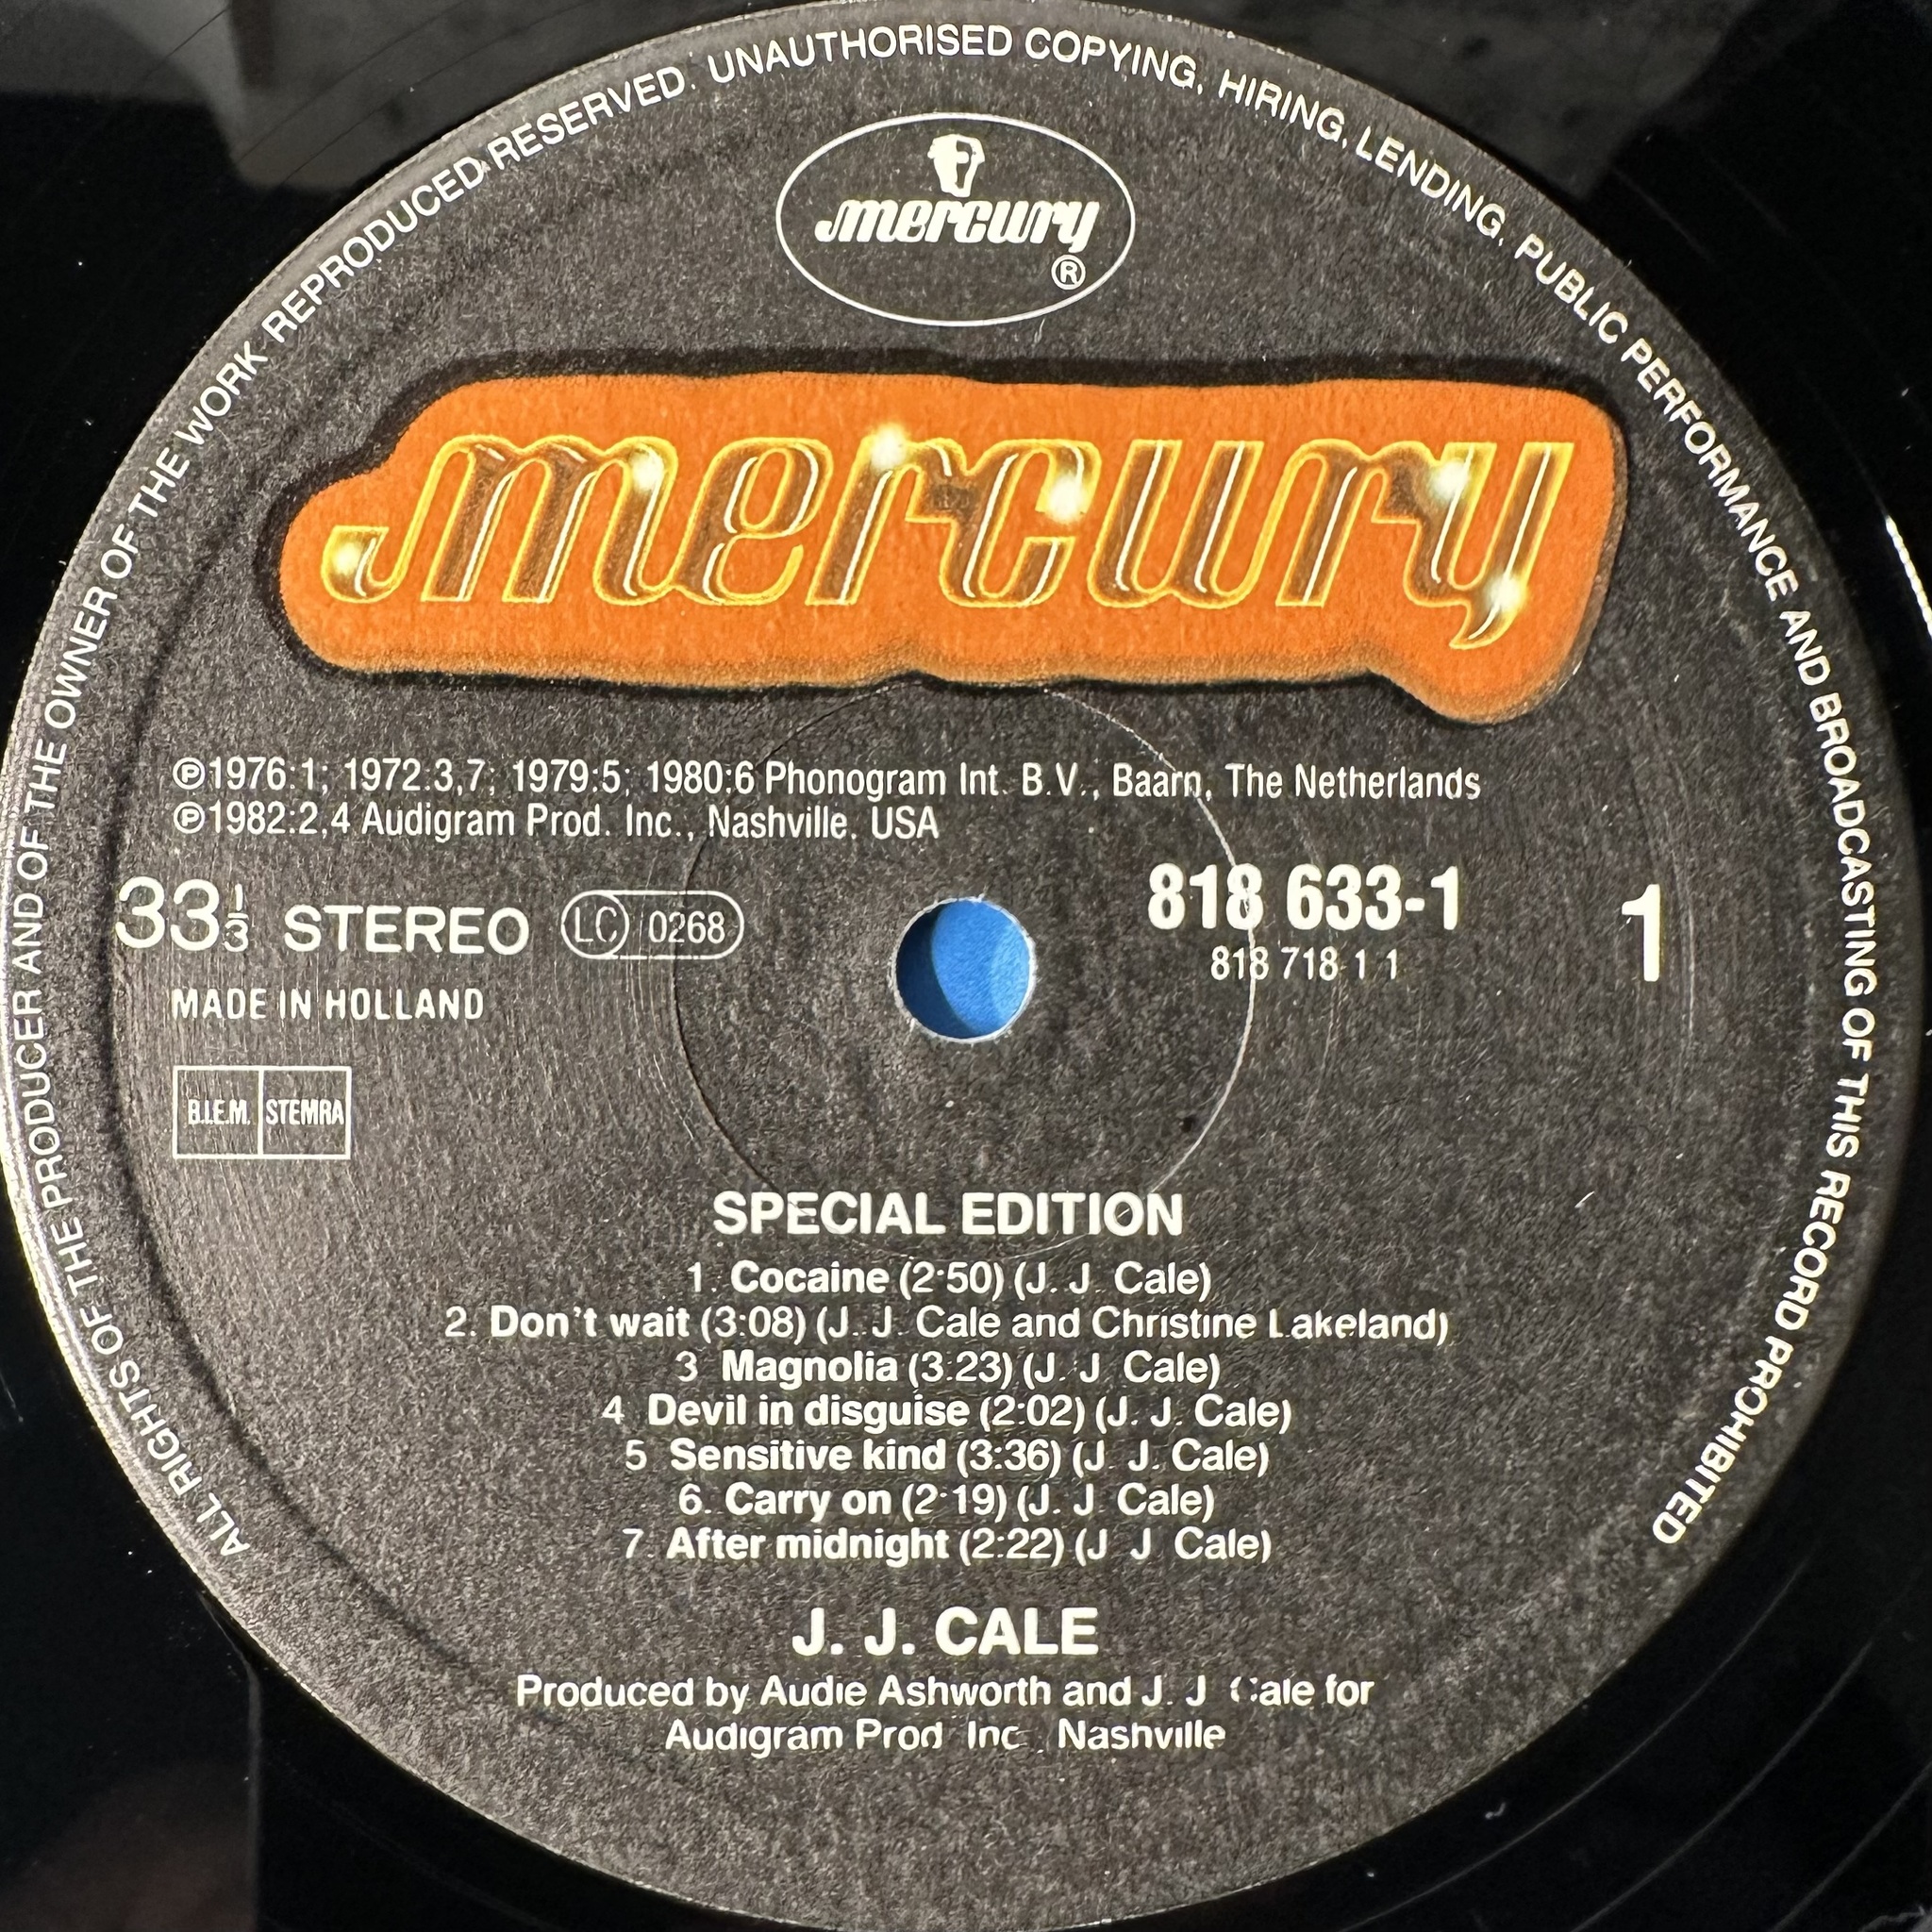 ALL RIGHTS OF THE PRODUCER AND OF THE OWNER OF THE WORK REPRODUCED RESERVED. UNAUTHORISED COPYING, HIRING, LENDING, PUBLIC PERFORMANCE AND BROADCASTING OF THIS RECORD PROHIBITED
mercury
®
mercury
℗1976:1; 1972:3,7; 1979:5; 1980:6 Phonogram Int. B.V., Baarn, The Netherlands
℗1982:2,4 Audigram Prod. Inc., Nashville, USA
33⅓ STEREO LC 0268
818 633-1
818 718 1 1
1
MADE IN HOLLAND
B.I.E.M. STEMRA
SPECIAL EDITION
1. Cocaine (2:50) (J. J. Cale)
2. Don't wait (3:08) (J. J. Cale and Christine Lakeland)
3 Magnolia (3:23) (J. J Cale)
4 Devil in disguise (2:02) (J. J. Cale)
5 Sensitive kind (3:36) (J J. Cale)
6. Carry on (2:19) (J. J Cale)
7. After midnight (2:22) (J J Cale)
J. J. CALE
Produced by Audie Ashworth and J. J Cale for
Audigram Prod Inc., Nashville